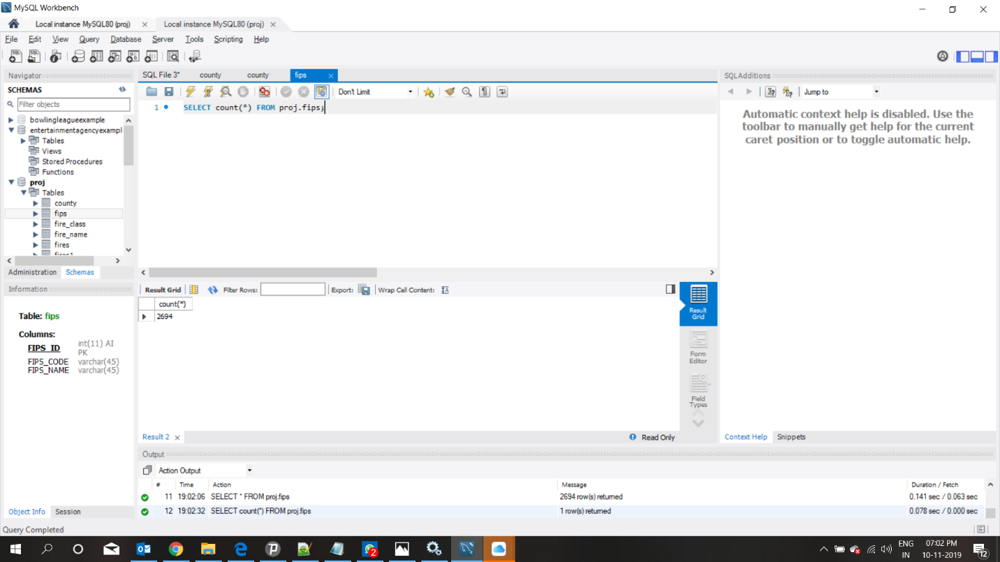 MySQL Workbench
Local instance MySQL80 (proj) ×
Local instance MySQL80 (proj) ×
File Edit View Query Database Server Tools Scripting Help
Navigator
SCHEMAS
Filter objects
bowlingleagueexample
entertainmentagencyexampl
Tables
Views
Stored Procedures
Functions
proj
Tables
county
fips
fire_class
fire_name
fires
fires1
Administration Schemas
Information
Table: fips
Columns:
FIPS_ID int(11) AI PK
FIPS_CODE varchar(45)
FIPS_NAME varchar(45)
Object Info Session
SQL File 3* county county fips ×
Don't Limit
1 SELECT count(*) FROM proj.fips;
Result Grid Filter Rows: Export: Wrap Cell Content:
count(*)
2694
Result Grid
Form Editor
Field Types
Result 2 × Read Only
SQLAdditions
Jump to
Automatic context help is disabled. Use the
toolbar to manually get help for the current
caret position or to toggle automatic help.
Context Help Snippets
Output
Action Output
# Time Action Message Duration / Fetch
11 19:02:06 SELECT * FROM proj.fips 2694 row(s) returned 0.141 sec / 0.063 sec
12 19:02:32 SELECT count(*) FROM proj.fips 1 row(s) returned 0.078 sec / 0.000 sec
Query Completed
2
ENG
IN
07:02 PM
10-11-2019
12